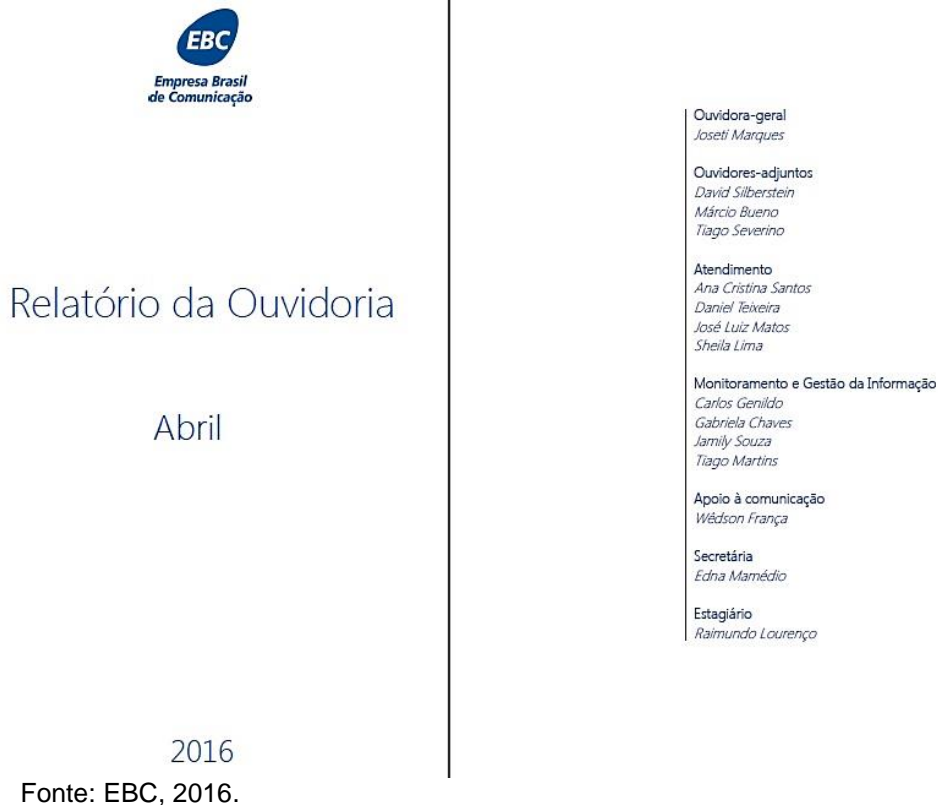 EBC
Empresa Brasil
de Comunicação
Relatório da Ouvidoria
Abril
2016
Ouvidora-geral
Joseti Marques
Ouvidores-adjuntos
David Silberstein
Márcio Bueno
Tiago Severino
Atendimento
Ana Cristina Santos
Daniel Teixeira
José Luiz Matos
Sheila Lima
Monitoramento e Gestão da Informação
Carlos Genildo
Gabriela Chaves
Jamily Souza
Tiago Martins
Apoio à comunicação
Wêdson França
Secretária
Edna Mamédio
Estagiário
Raimundo Lourenço
Fonte: EBC, 2016.